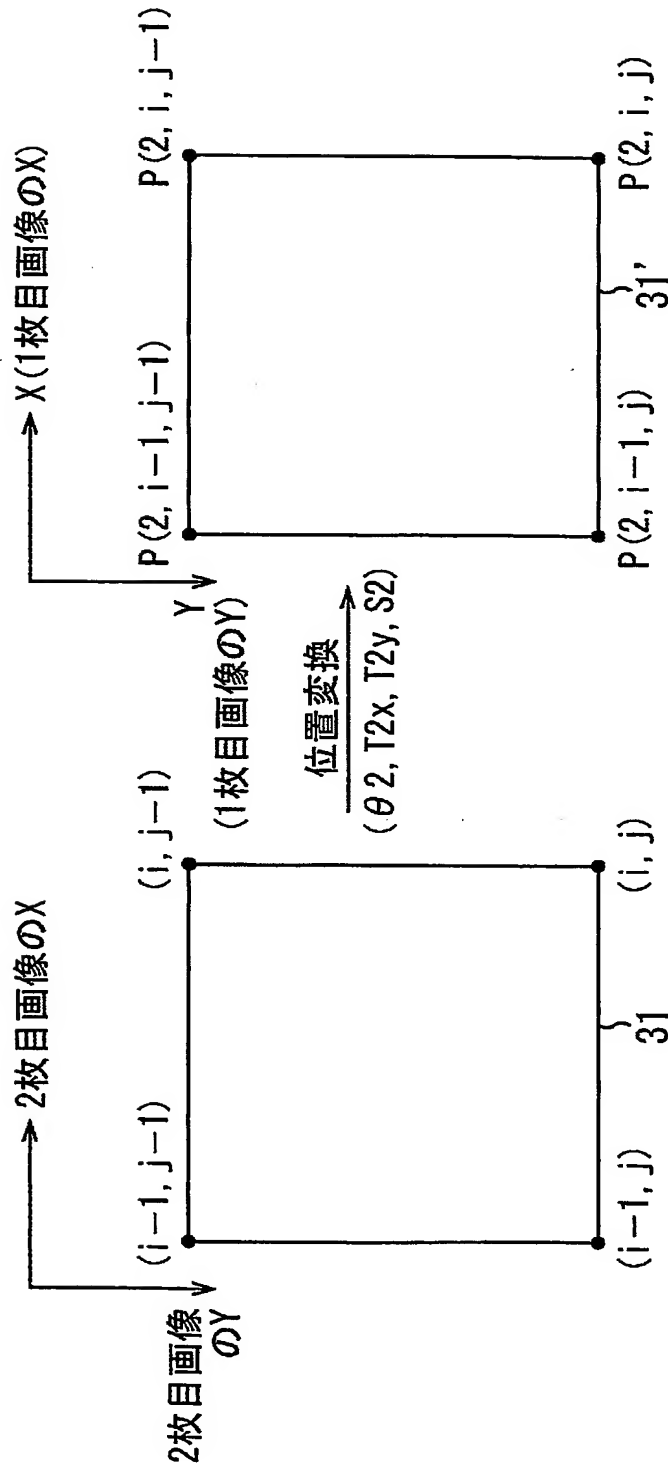 2枚目画像のX
2枚目画像
のY
(i−1, j−1)
(i, j−1)
(i−1, j)
(i, j)
31
位置変換
(θ2, T2x, T2y, S2)
X(1枚目画像のX)
Y
(1枚目画像のY)
P(2, i−1, j−1)
P(2, i, j−1)
P(2, i−1, j)
P(2, i, j)
31'